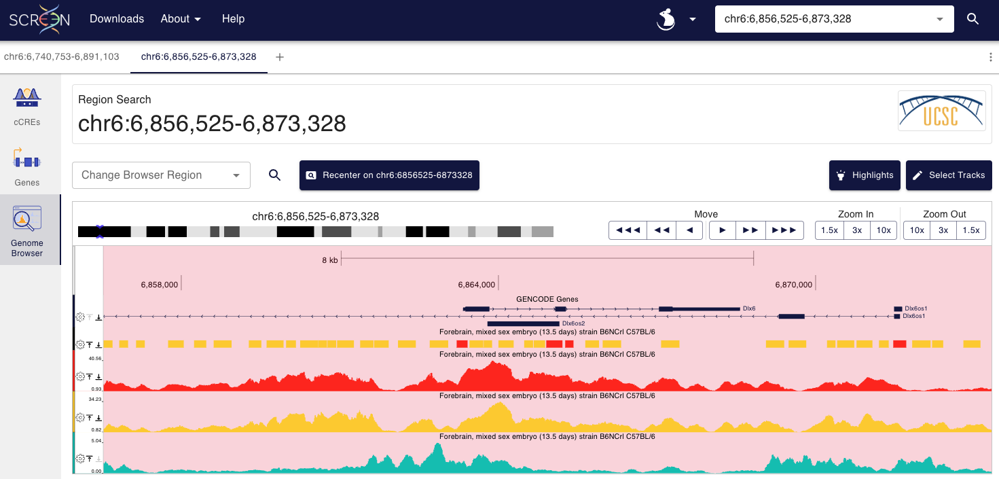 SCREEN Downloads About Help chr6:6,856,525-6,873,328
chr6:6,740,753-6,891,103 chr6:6,856,525-6,873,328 +
cCREs
Genes
Genome
Browser
Region Search
chr6:6,856,525-6,873,328
UCSC
Change Browser Region Recenter on chr6:6856525-6873328 Highlights Select Tracks
chr6:6,856,525-6,873,328 Move Zoom In Zoom Out
1.5x 3x 10x 10x 3x 1.5x
8 kb
6,858,000 6,864,000 6,870,000
GENCODE Genes
Dlx6 Dlx6os1
Dlx6os1
Dlx6os2
Forebrain, mixed sex embryo (13.5 days) strain B6NCrl C57BL/6
Forebrain, mixed sex embryo (13.5 days) strain B6NCrl C57BL/6
40.56
0.93
Forebrain, mixed sex embryo (13.5 days) strain B6NCrl C57BL/6
34.23
0.82
Forebrain, mixed sex embryo (13.5 days) strain B6NCrl C57BL/6
5.04
0.00